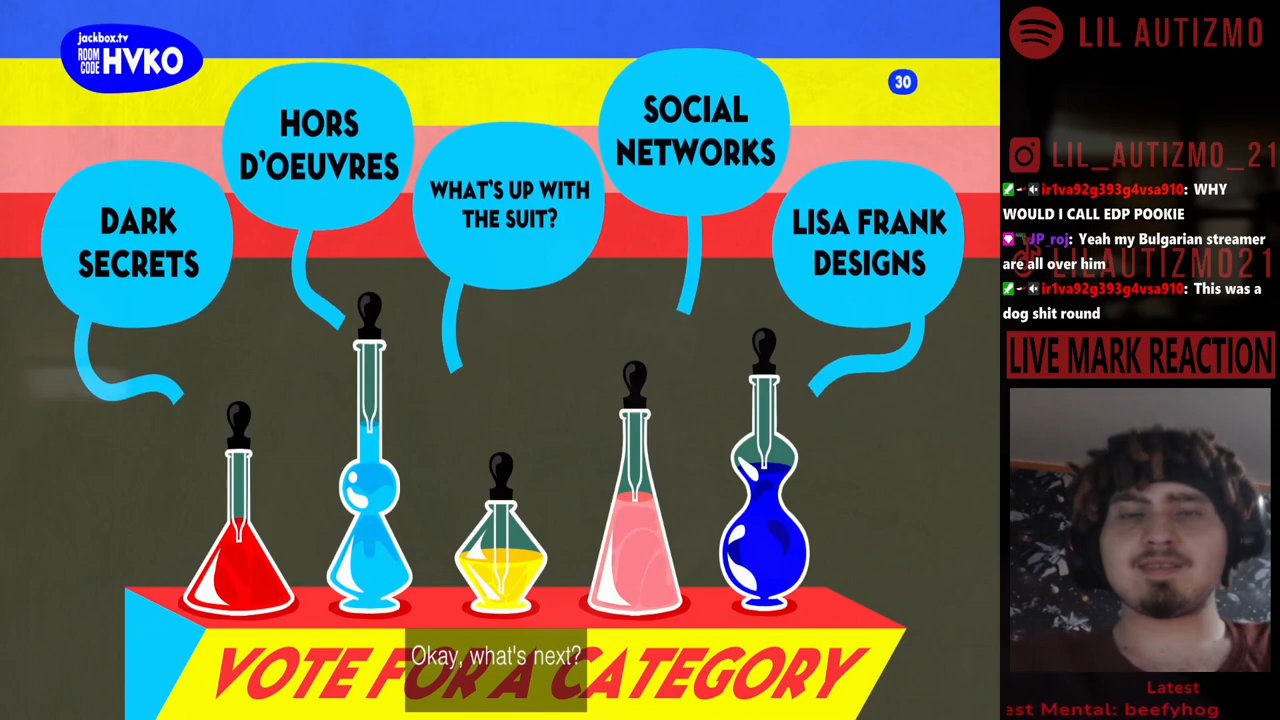 jackbox.tv
ROOM CODE HVKO
30
DARK
SECRETS
HORS
D'OEUVRES
WHAT'S UP WITH
THE SUIT?
SOCIAL
NETWORKS
LISA FRANK
DESIGNS
VOTE FOR A CATEGORY
Okay, what's next?
LIL AUTIZMO
LIL_AUTIZMO_21
ir1va92g393g4vsa910: WHY
WOULD I CALL EDP POOKIE
JP_roj: Yeah my Bulgarian streamer
are all over him
LILAUTIZMO21
ir1va92g393g4vsa910: This was a
dog shit round
LIVE MARK REACTION
Latest
est Mental: beefyhog